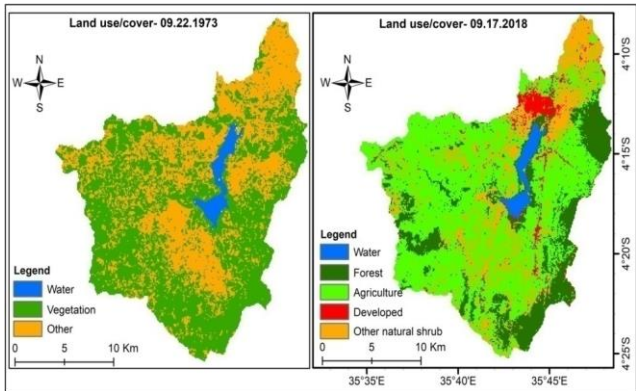 Land use/cover- 09.22.1973
N
W E
S
Legend
Water
Vegetation
Other
0 5 10 Km
Land use/cover- 09.17.2018
N
W E
S
Legend
Water
Forest
Agriculture
Developed
Other natural shrub
0 5 10 Km
4°10'S
4°15'S
4°20'S
4°25'S
35°35'E 35°40'E 35°45'E